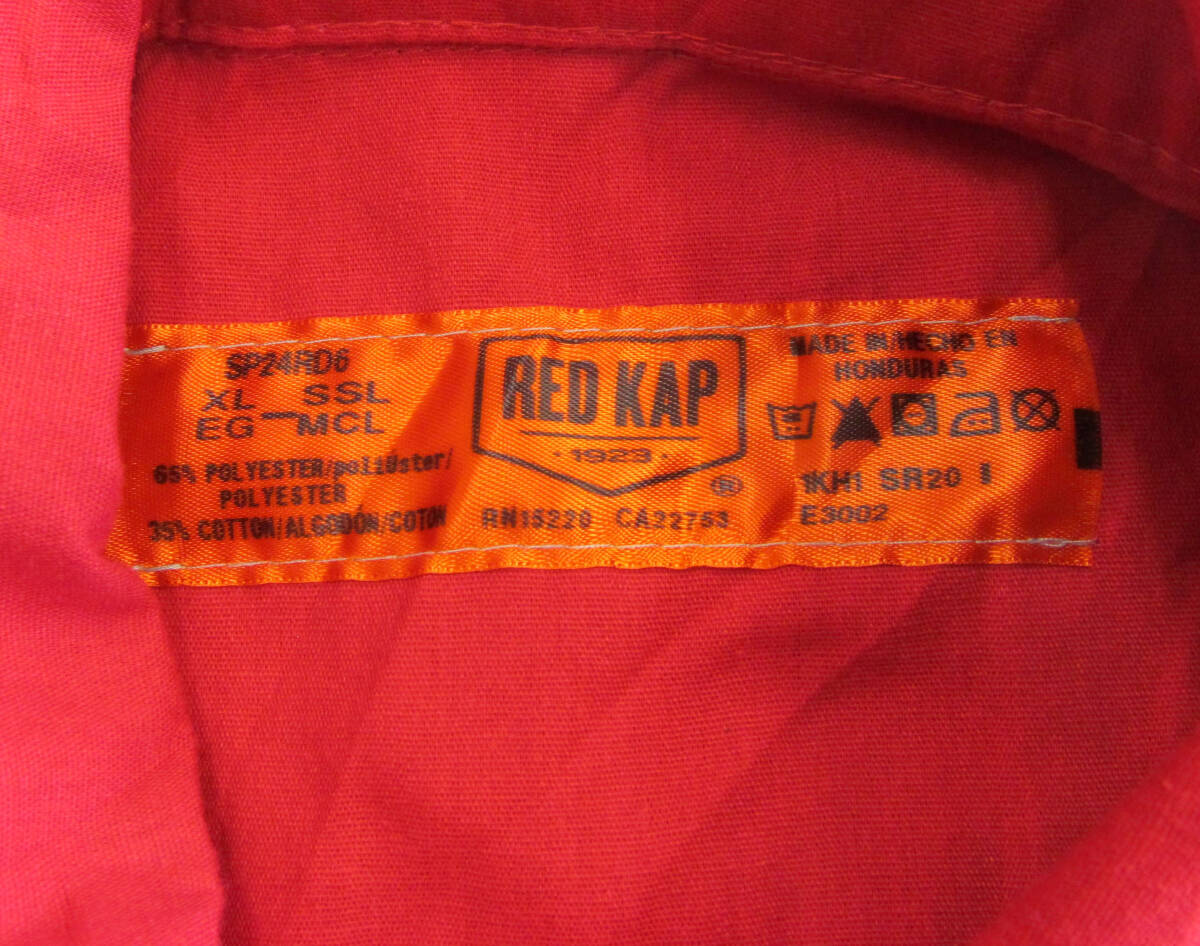 SP24RD6
XL SSL
EG — MCL
65% POLYESTER/poliÚster/
POLYESTER
35% COTTON/ALGODÓN/COTON
RED KAP
· 1923 ·
®
RN15220 CA22753
MADE IN/HECHO EN
HONDURAS
1KH1 SR20 I
E3002